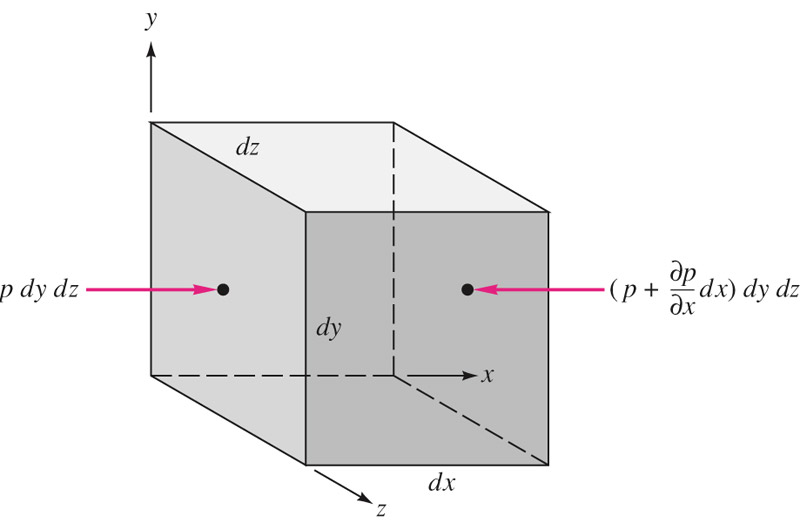 y
dz
p dy dz
(p + ∂p/∂x dx) dy dz
dy
x
dx
z